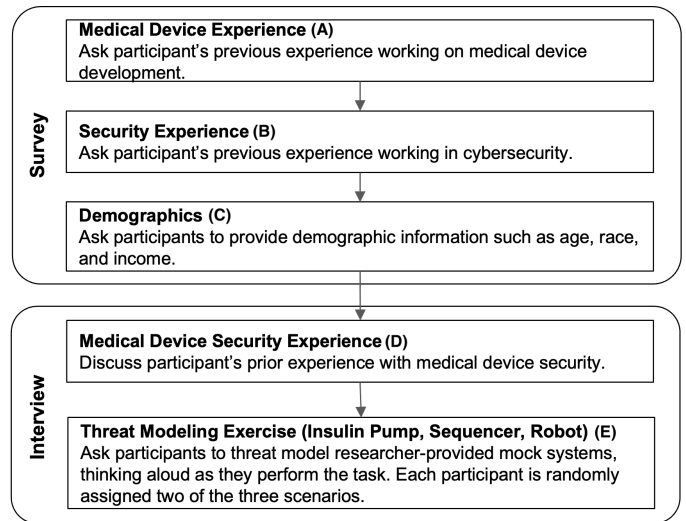 Survey
Medical Device Experience (A)
Ask participant's previous experience working on medical device
development.
Security Experience (B)
Ask participant's previous experience working in cybersecurity.
Demographics (C)
Ask participants to provide demographic information such as age, race,
and income.
Interview
Medical Device Security Experience (D)
Discuss participant's prior experience with medical device security.
Threat Modeling Exercise (Insulin Pump, Sequencer, Robot) (E)
Ask participants to threat model researcher-provided mock systems,
thinking aloud as they perform the task. Each participant is randomly
assigned two of the three scenarios.